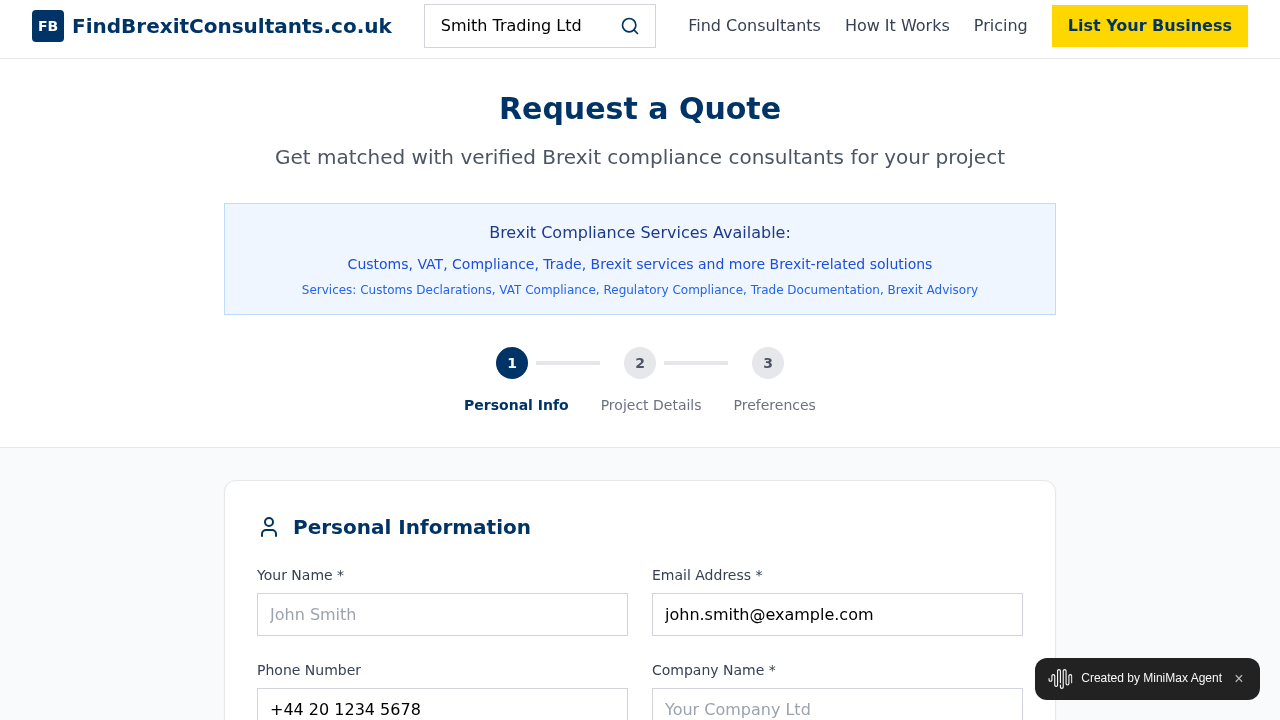 FB FindBrexitConsultants.co.uk Smith Trading Ltd Find Consultants How It Works Pricing List Your Business
Request a Quote
Get matched with verified Brexit compliance consultants for your project
Brexit Compliance Services Available:
Customs, VAT, Compliance, Trade, Brexit services and more Brexit-related solutions
Services: Customs Declarations, VAT Compliance, Regulatory Compliance, Trade Documentation, Brexit Advisory
1 2 3
Personal Info Project Details Preferences
Personal Information
Your Name * Email Address *
John Smith john.smith@example.com
Phone Number Company Name *
+44 20 1234 5678 Your Company Ltd
Created by MiniMax Agent ×